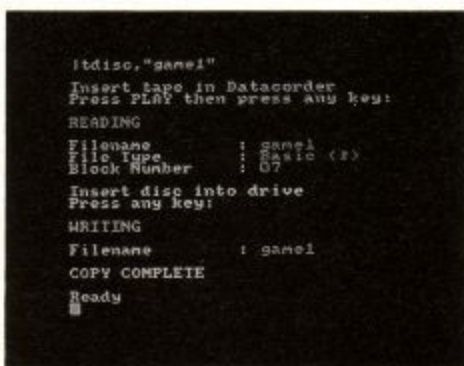 |tdisc,"game1"
Insert tape in Datacorder
Press PLAY then press any key:
READING
Filename : game1
File Type : Basic (P)
Block Number : 07
Insert disc into drive
Press any key:
WRITING
Filename : game1
COPY COMPLETE
Ready